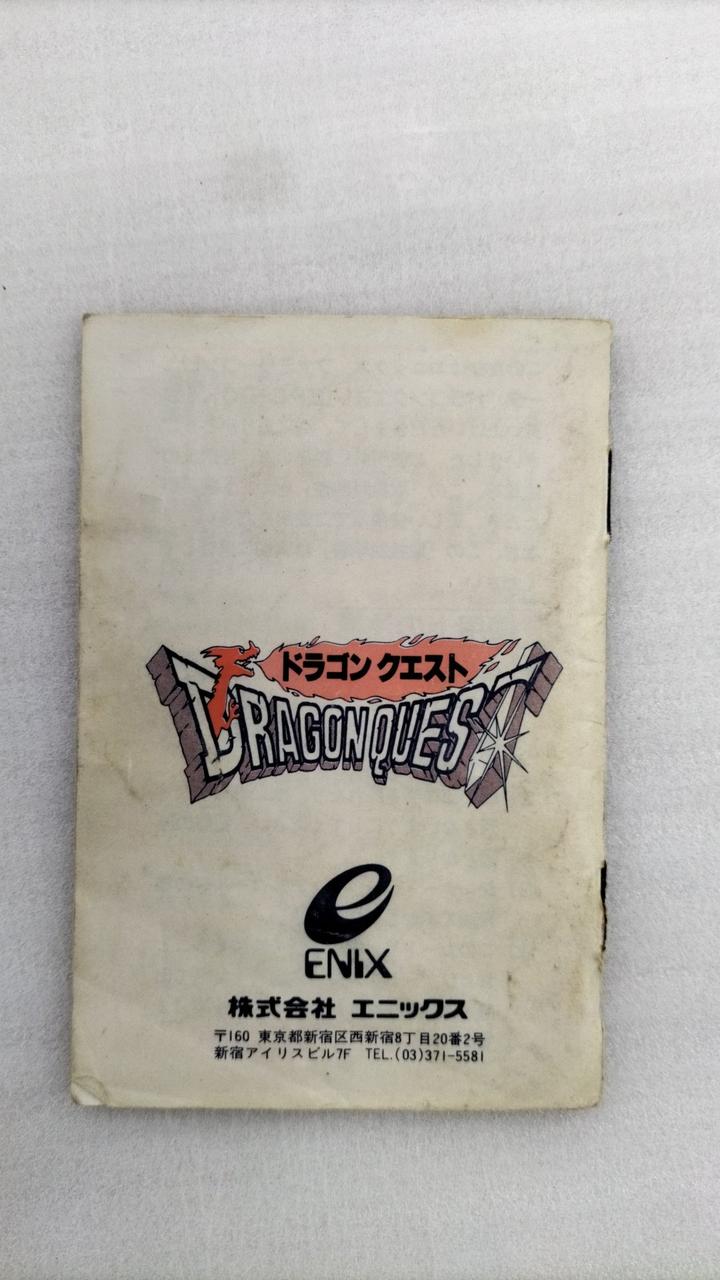 ドラゴン クエスト
DRAGON QUEST
e
ENIX
株式会社 エニックス
〒160 東京都新宿区西新宿8丁目20番2号
新宿アイリスビル7F TEL.(03)371-5581